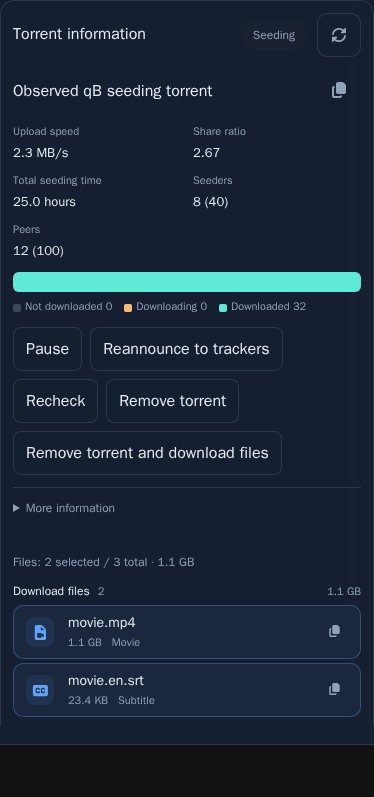 Torrent information
Seeding
Observed qB seeding torrent
Upload speed
Share ratio
2.3 MB/s
2.67
Total seeding time
Seeders
25.0 hours
8 (40)
Peers
12 (100)
Not downloaded 0
Downloading 0
Downloaded 32
Pause
Reannounce to trackers
Recheck
Remove torrent
Remove torrent and download files
More information
Files: 2 selected / 3 total · 1.1 GB
Download files 2
1.1 GB
movie.mp4
1.1 GB Movie
CC
movie.en.srt
23.4 KB Subtitle